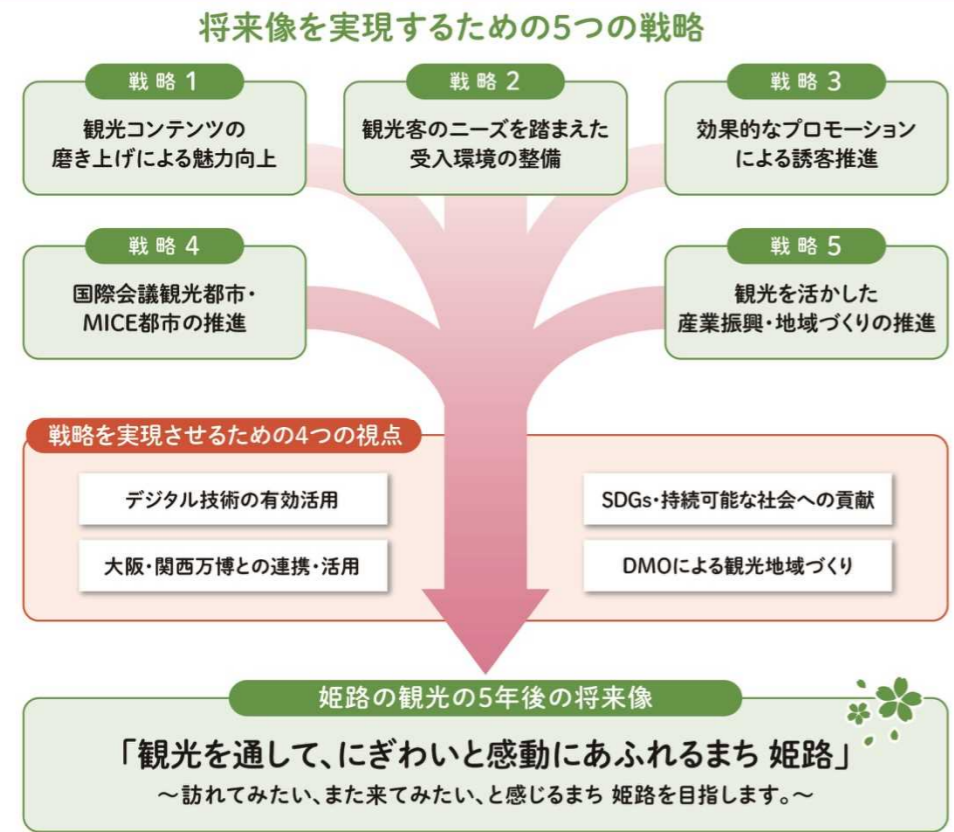 将来像を実現するための5つの戦略
戦略 1
観光コンテンツの
磨き上げによる魅力向上
戦略 2
観光客のニーズを踏まえた
受入環境の整備
戦略 3
効果的なプロモーション
による誘客推進
戦略 4
国際会議観光都市・
MICE都市の推進
戦略 5
観光を活かした
産業振興・地域づくりの推進
戦略を実現させるための4つの視点
デジタル技術の有効活用
SDGs・持続可能な社会への貢献
大阪・関西万博との連携・活用
DMOによる観光地域づくり
姫路の観光の5年後の将来像
「観光を通して、にぎわいと感動にあふれるまち 姫路」
～訪れてみたい、また来てみたい、と感じるまち 姫路を目指します。～